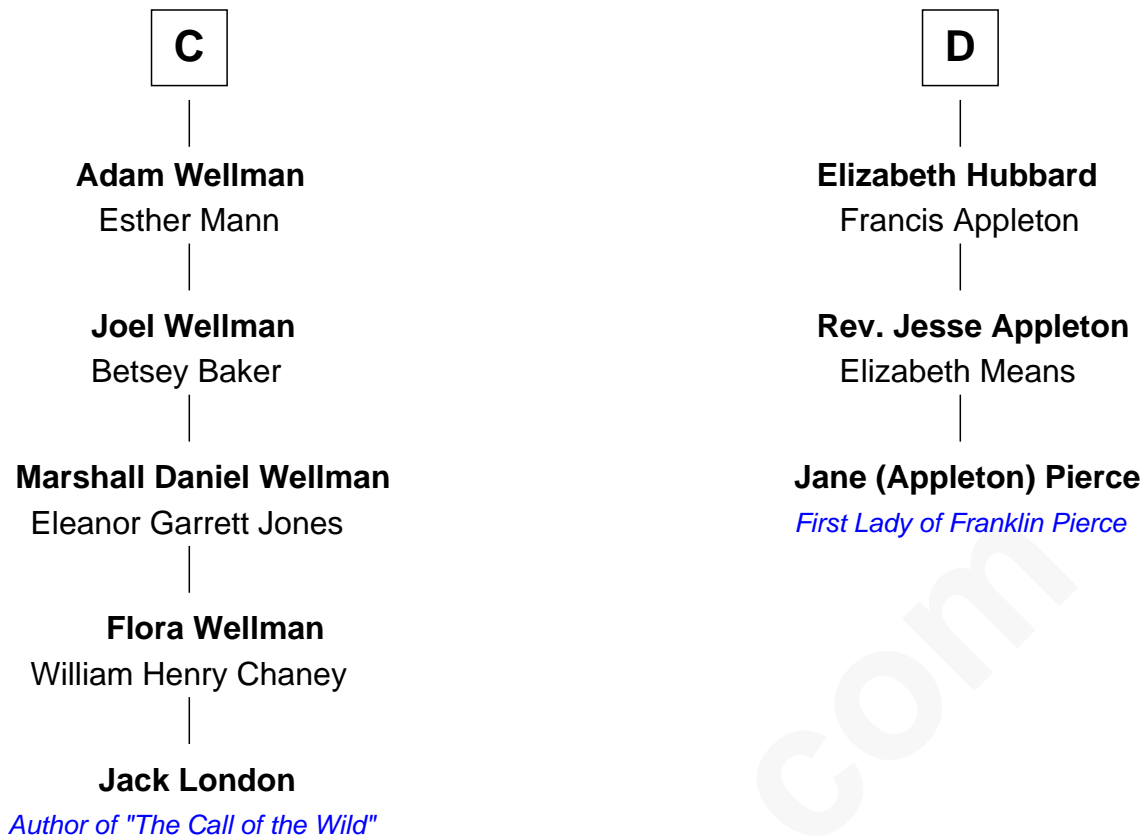 C
Adam Wellman
Esther Mann
Joel Wellman
Betsey Baker
Marshall Daniel Wellman
Eleanor Garrett Jones
Flora Wellman
William Henry Chaney
Jack London
Author of "The Call of the Wild"
D
Elizabeth Hubbard
Francis Appleton
Rev. Jesse Appleton
Elizabeth Means
Jane (Appleton) Pierce
First Lady of Franklin Pierce
com